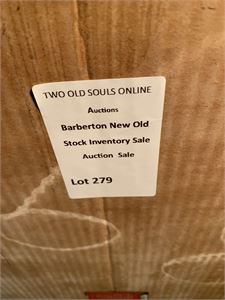 TWO OLD SOULS ONLINE
Auctions
Barberton New Old
Stock Inventory Sale
Auction Sale
Lot 279